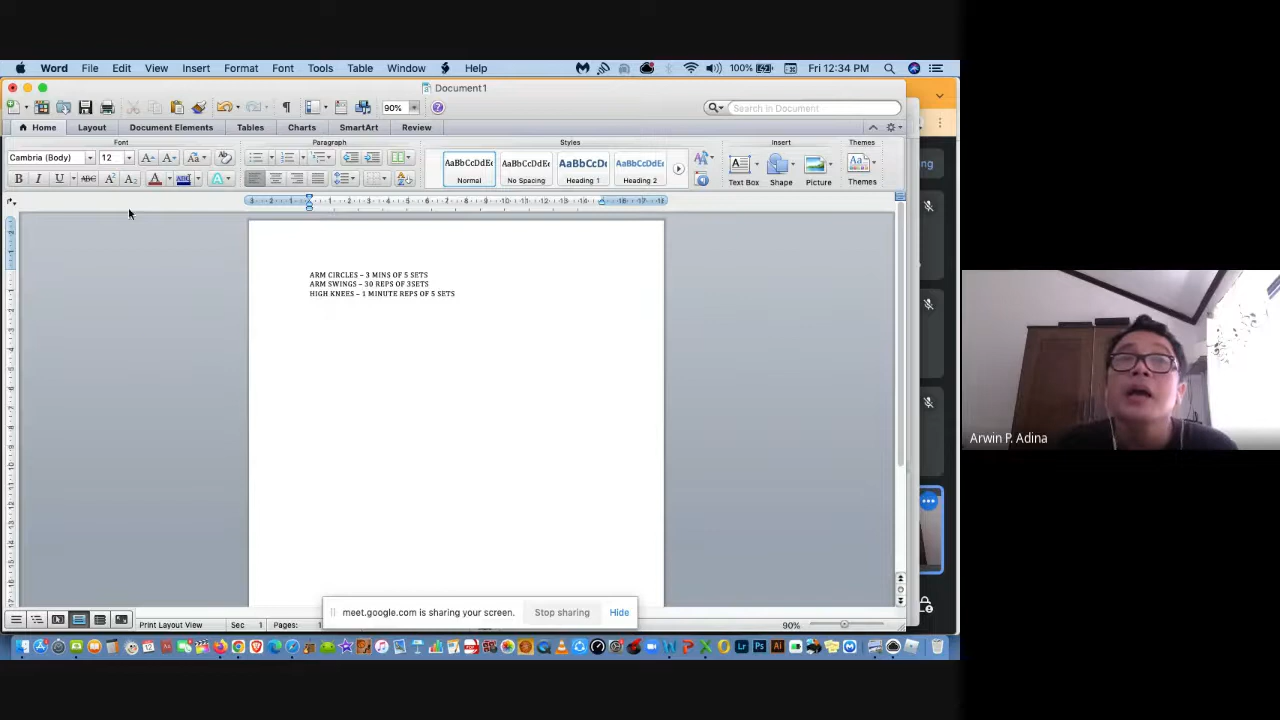 Word File Edit View Insert Format Font Tools Table Window Help 100% Fri 12:34 PM
Document1
90% Search in Document
Home Layout Document Elements Tables Charts SmartArt Review
Font Paragraph Styles Insert Themes
Cambria (Body) 12
AaBbCcDdEe AaBbCcDdEe AaBbCcDc AaBbCcDdEe
Normal No Spacing Heading 1 Heading 2 Text Box Shape Picture Themes
ng
ARM CIRCLES – 3 MINS OF 5 SETS
ARM SWINGS – 30 REPS OF 3SETS
HIGH KNEES – 1 MINUTE REPS OF 5 SETS
Arwin P. Adina
meet.google.com is sharing your screen. Stop sharing Hide
Print Layout View Sec 1 Pages: 90%